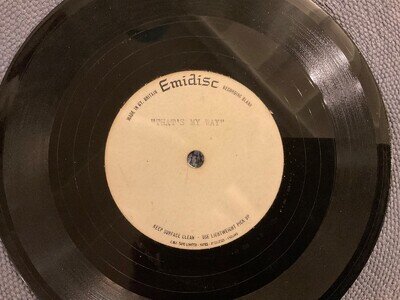 Emidisc
MADE IN GT. BRITAIN
RECORDING BLANK
"THAT'S MY WAY"
KEEP SURFACE CLEAN - USE LIGHTWEIGHT PICK-UP